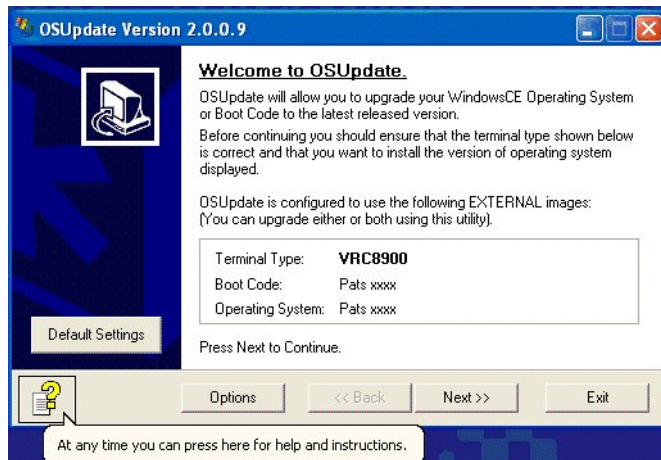 OSUpdate Version 2.0.0.9
Welcome to OSUpdate.
OSUpdate will allow you to upgrade your WindowsCE Operating System
or Boot Code to the latest released version.
Before continuing you should ensure that the terminal type shown below
is correct and that you want to install the version of operating system
displayed.
OSUpdate is configured to use the following EXTERNAL images:
(You can upgrade either or both using this utility).
Terminal Type: VRC8900
Boot Code: Pats xxxx
Operating System: Pats xxxx
Default Settings
Press Next to Continue.
Options << Back Next >> Exit
At any time you can press here for help and instructions.